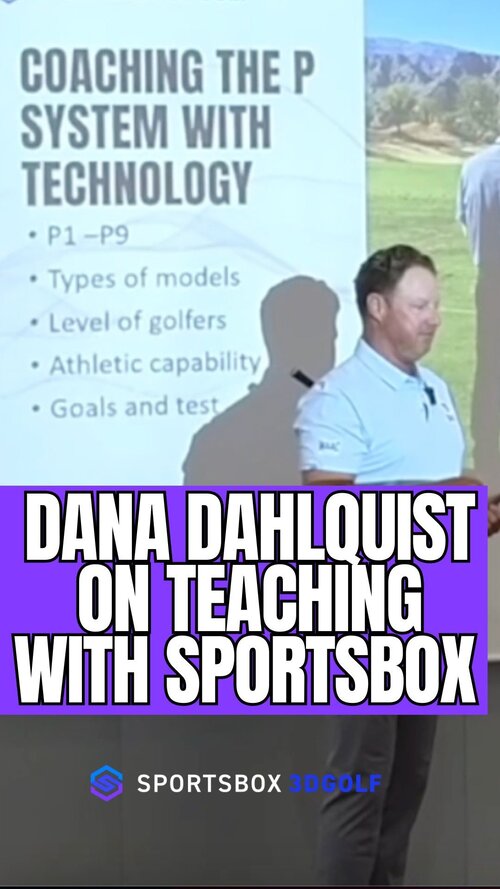 COACHING THE P
SYSTEM WITH
TECHNOLOGY
• P1 –P9
• Types of models
• Level of golfers
• Athletic capability
• Goals and test
DANA DAHLQUIST
ON TEACHING
WITH SPORTSBOX
SPORTSBOX 3DGOLF